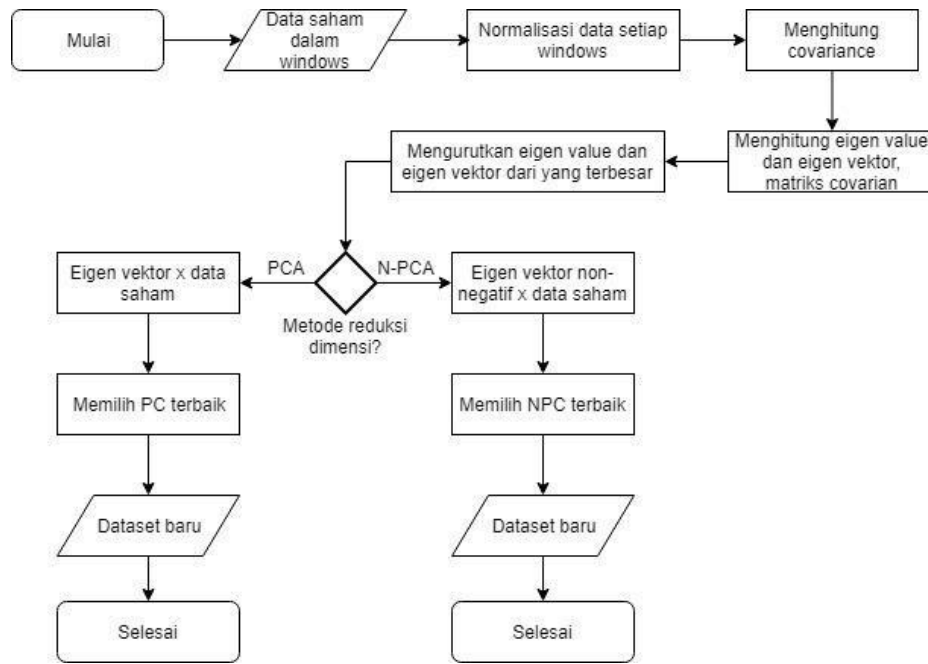 Mulai
Data saham
dalam
windows
Normalisasi data setiap
windows
Menghitung
covariance
Menghitung eigen value
dan eigen vektor,
matriks covarian
Mengurutkan eigen value dan
eigen vektor dari yang terbesar
PCA
N-PCA
Metode reduksi
dimensi?
Eigen vektor x data
saham
Eigen vektor non-
negatif x data saham
Memilih PC terbaik
Memilih NPC terbaik
Dataset baru
Dataset baru
Selesai
Selesai